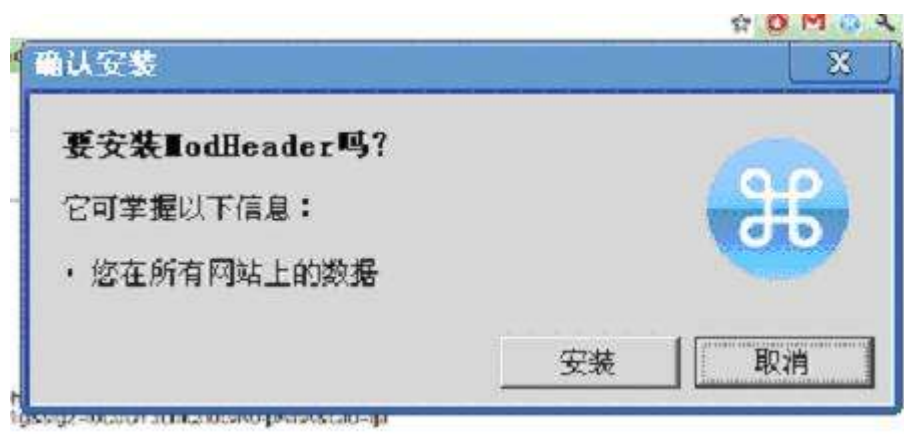 确认安装
X
要安装ModHeader吗?
它可掌握以下信息：
· 您在所有网站上的数据
安装
取消